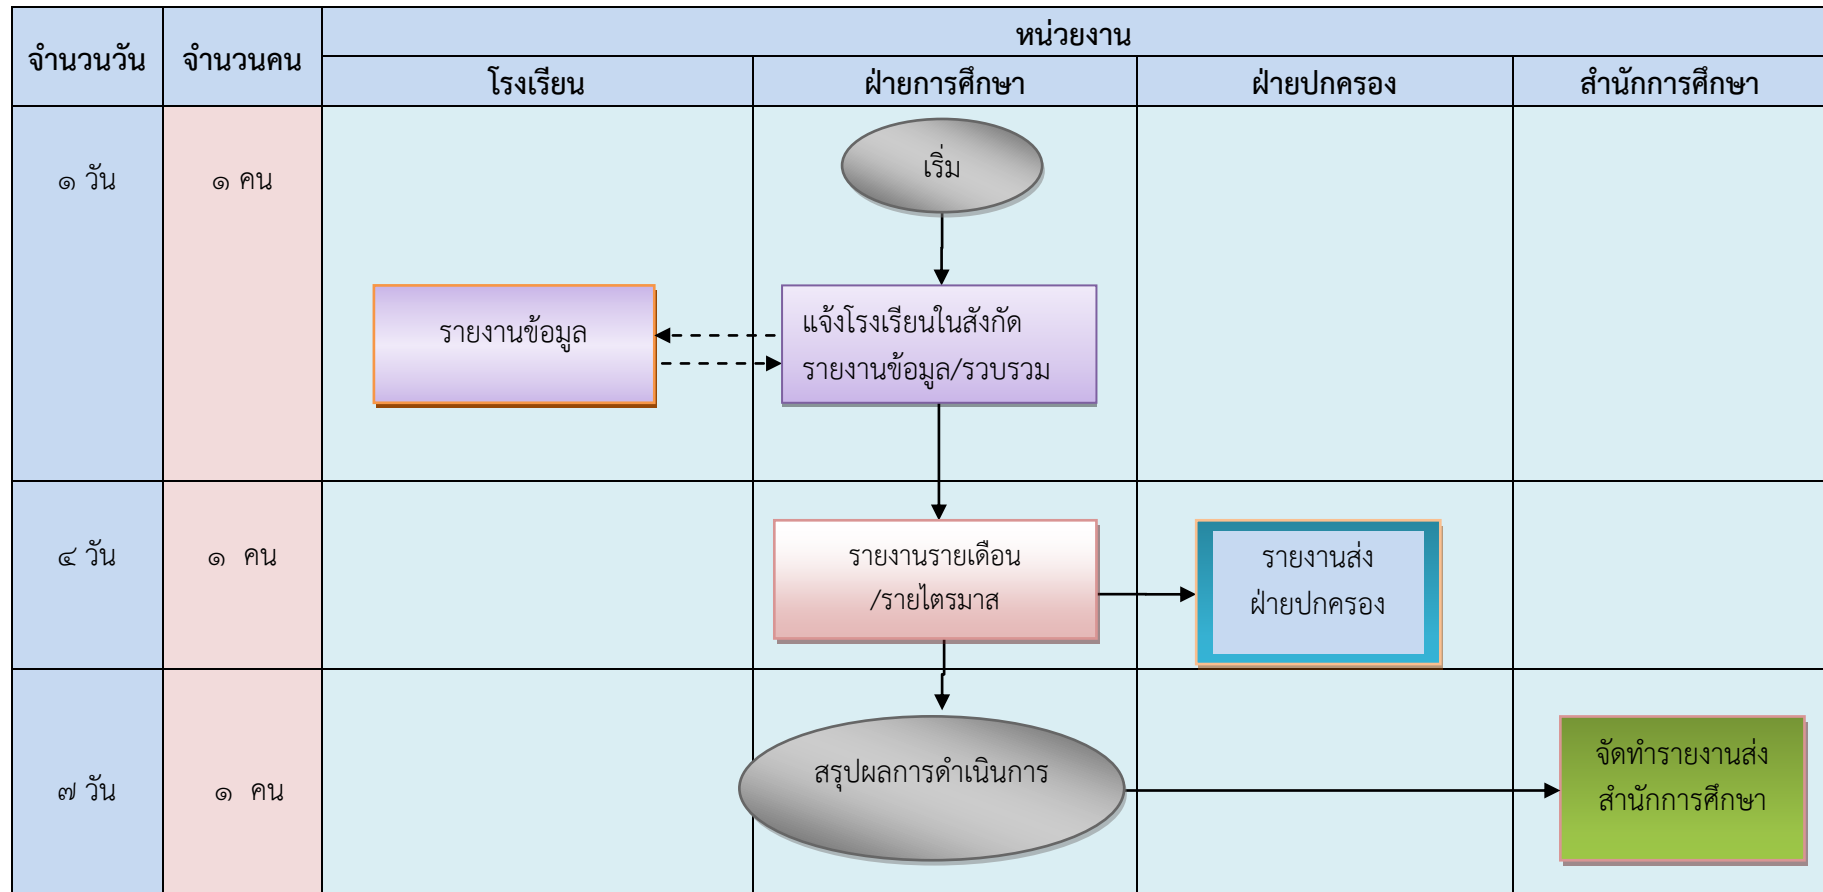 จำนวนวัน
จำนวนคน
หน่วยงาน
โรงเรียน
ฝ่ายการศึกษา
ฝ่ายปกครอง
สำนักการศึกษา
๑ วัน
๑ คน
เริ่ม
รายงานข้อมูล
แจ้งโรงเรียนในสังกัด
รายงานข้อมูล/รวบรวม
๔ วัน
๑ คน
รายงานรายเดือน
/รายไตรมาส
รายงานส่ง
ฝ่ายปกครอง
๗ วัน
๑ คน
สรุปผลการดำเนินการ
จัดทำรายงานส่ง
สำนักการศึกษา